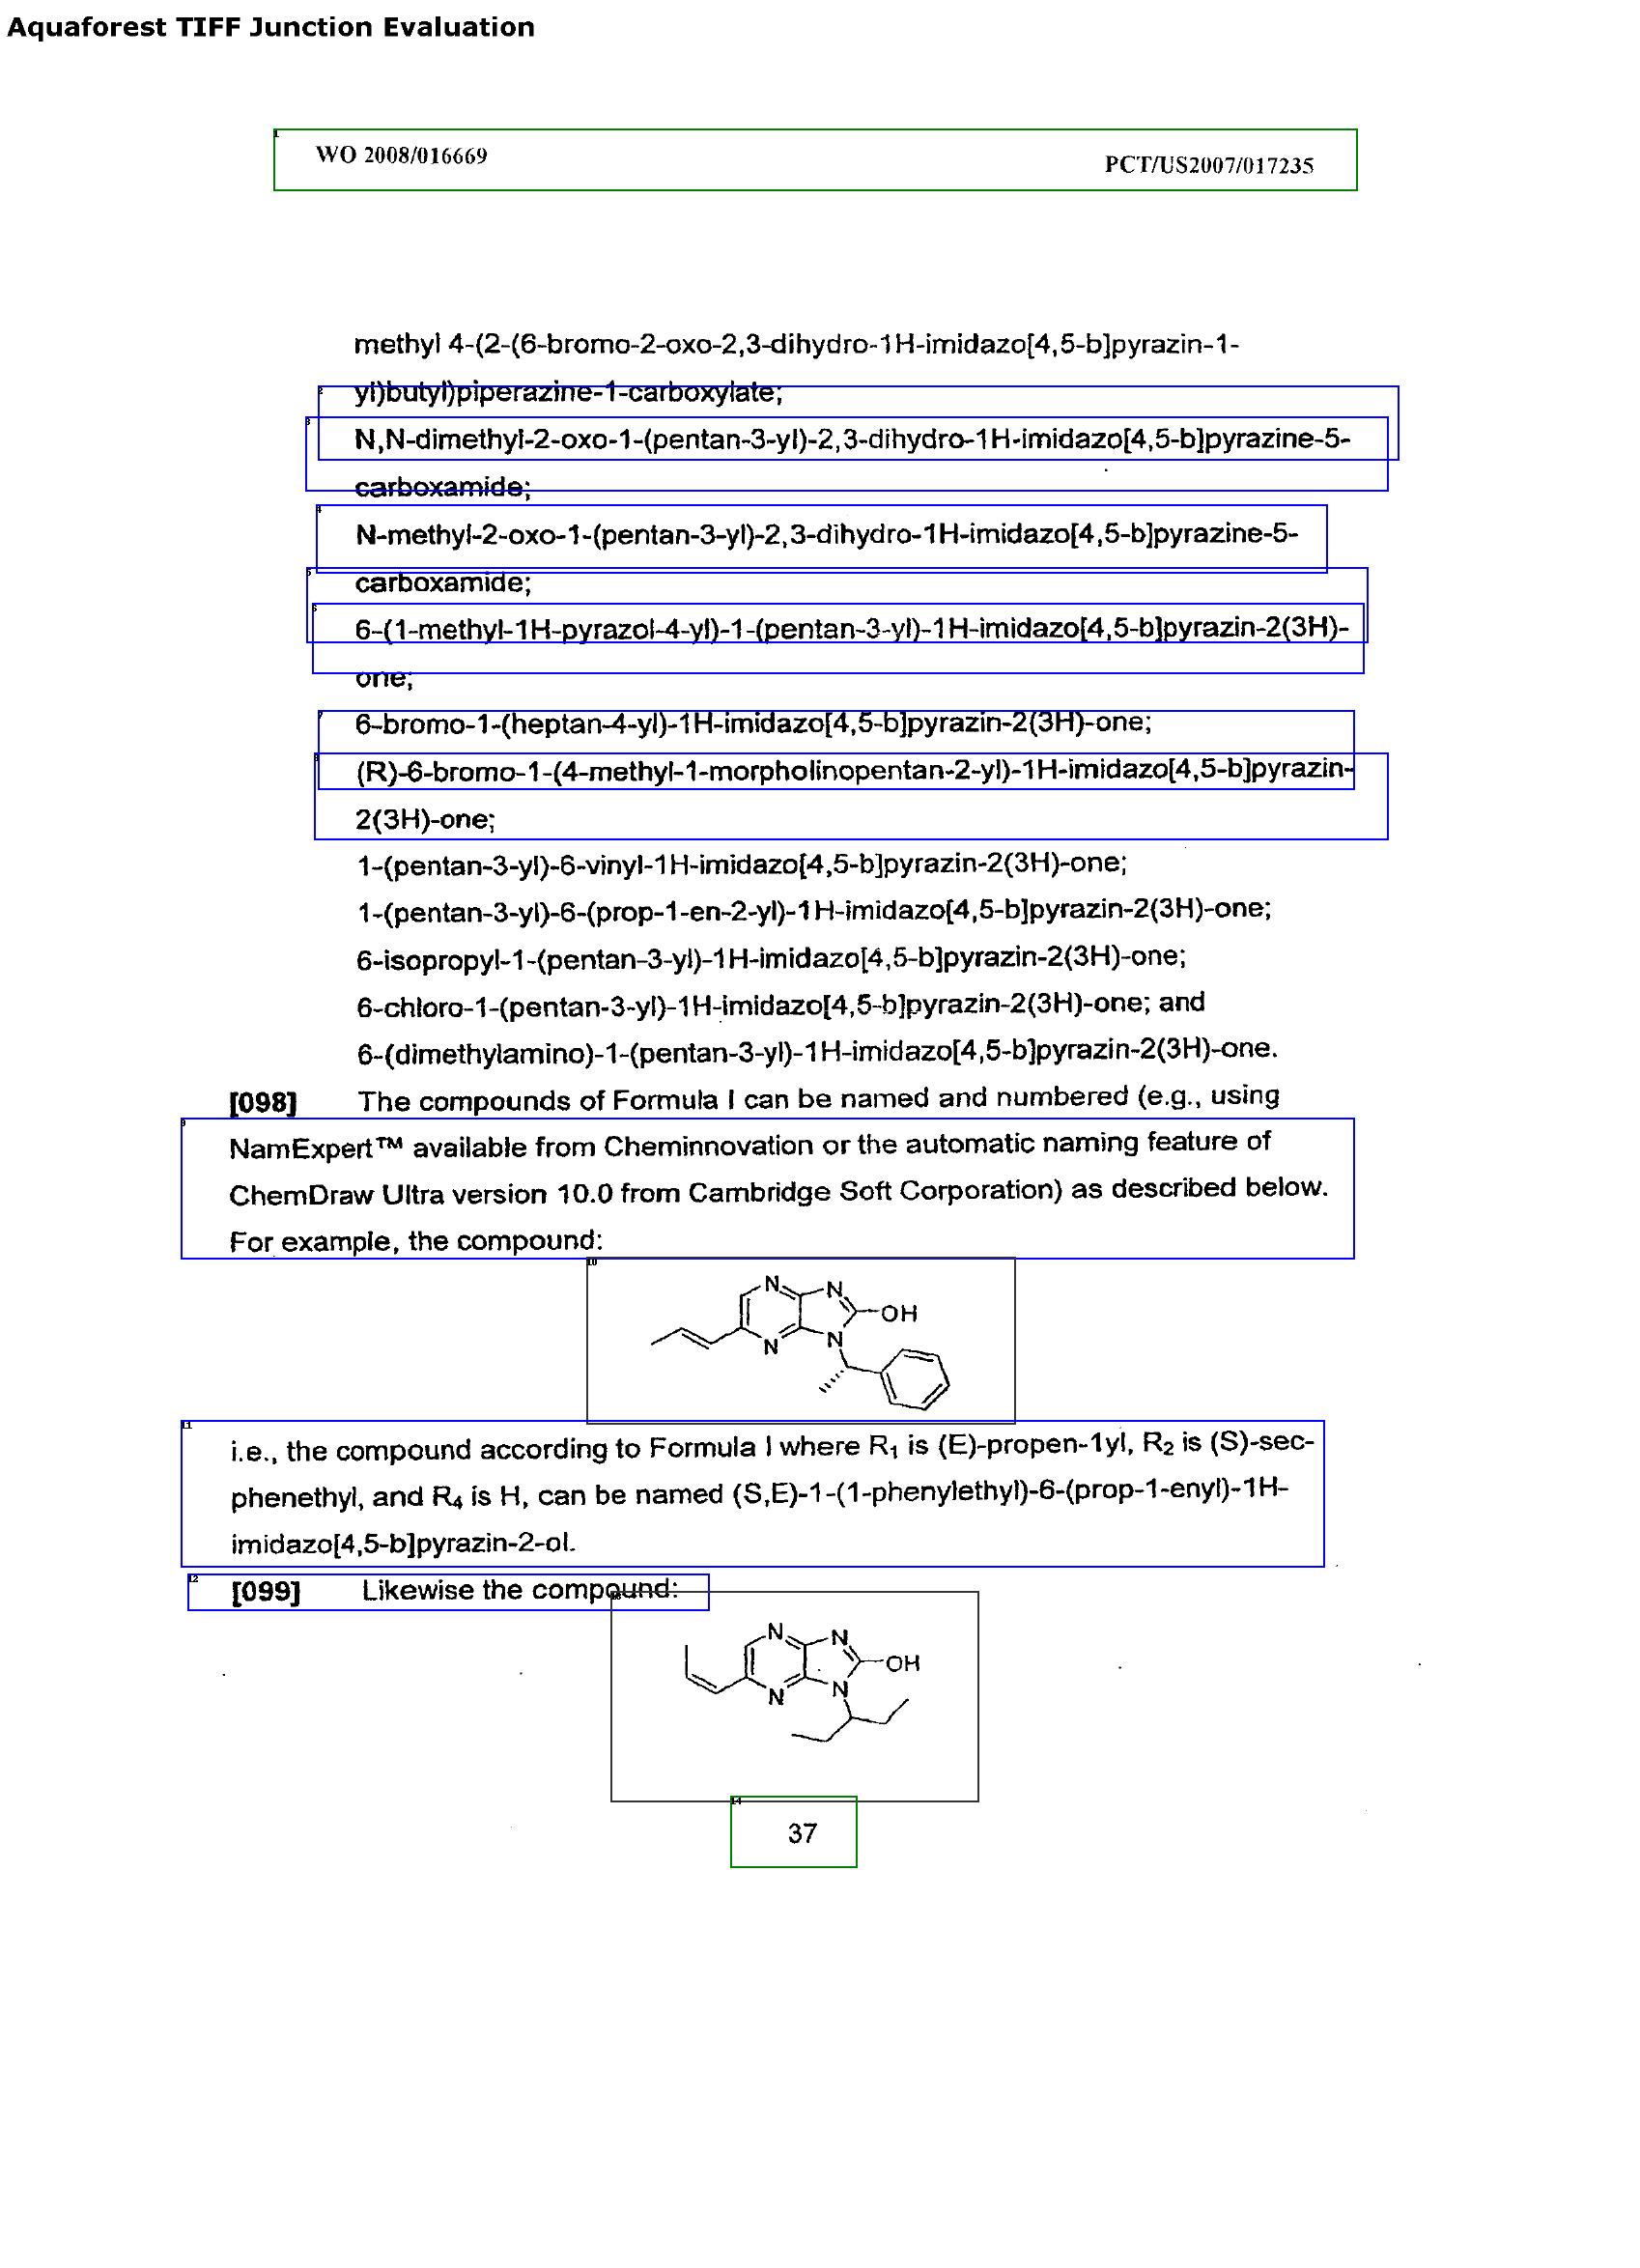 Aquaforest TIFF Junction Evaluation
WO 2008/016669
PCT/US2007/017235
methyl 4-(2-(6-bromo-2-oxo-2,3-dihydro-1H-imidazo[4,5-b]pyrazin-1-
yl)butyl)piperazine-1-carboxylate;
N,N-dimethyl-2-oxo-1-(pentan-3-yl)-2,3-dihydro-1H-imidazo[4,5-b]pyrazine-5-
carboxamide;
N-methyl-2-oxo-1-(pentan-3-yl)-2,3-dihydro-1H-imidazo[4,5-b]pyrazine-5-
carboxamide;
6-(1-methyl-1H-pyrazol-4-yl)-1-(pentan-3-yl)-1H-imidazo[4,5-b]pyrazin-2(3H)-
one;
6-bromo-1-(heptan-4-yl)-1H-imidazo[4,5-b]pyrazin-2(3H)-one;
(R)-6-bromo-1-(4-methyl-1-morpholinopentan-2-yl)-1H-imidazo[4,5-b]pyrazin-
2(3H)-one;
1-(pentan-3-yl)-6-vinyl-1H-imidazo[4,5-b]pyrazin-2(3H)-one;
1-(pentan-3-yl)-6-(prop-1-en-2-yl)-1H-imidazo[4,5-b]pyrazin-2(3H)-one;
6-isopropyl-1-(pentan-3-yl)-1H-imidazo[4,5-b]pyrazin-2(3H)-one;
6-chloro-1-(pentan-3-yl)-1H-imidazo[4,5-b]pyrazin-2(3H)-one; and
6-(dimethylamino)-1-(pentan-3-yl)-1H-imidazo[4,5-b]pyrazin-2(3H)-one.
[098] The compounds of Formula I can be named and numbered (e.g., using
NamExpert™ available from Cheminnovation or the automatic naming feature of
ChemDraw Ultra version 10.0 from Cambridge Soft Corporation) as described below.
For example, the compound:
N N
OH
N N
i.e., the compound according to Formula I where R₁ is (E)-propen-1yl, R₂ is (S)-sec-
phenethyl, and R₄ is H, can be named (S,E)-1-(1-phenylethyl)-6-(prop-1-enyl)-1H-
imidazo[4,5-b]pyrazin-2-ol.
[099] Likewise the compound:
N N
OH
N N
37